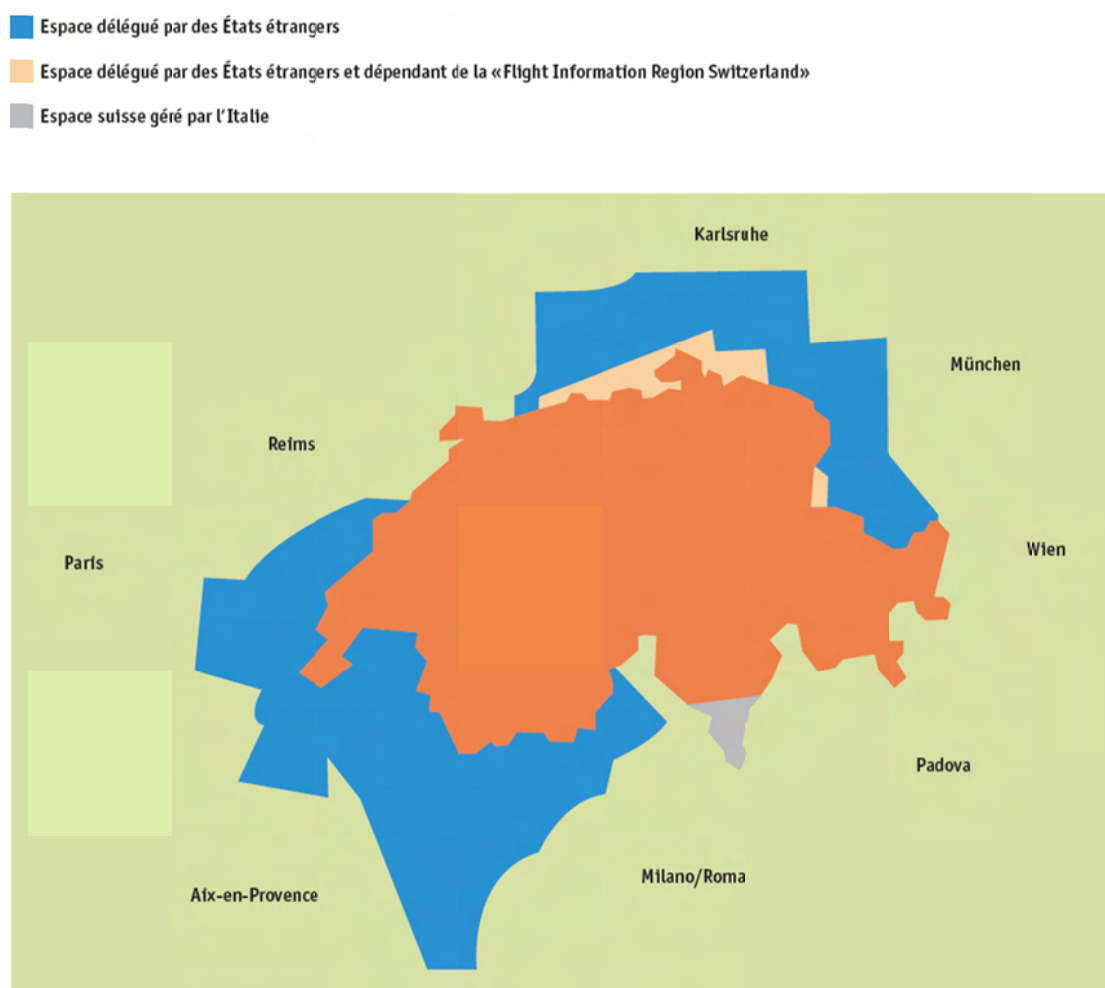 Espace délégué par des États étrangers
Espace délégué par des États étrangers et dépendant de la «Flight Information Region Switzerland»
Espace suisse géré par l'Italie
Karlsruhe
München
Reims
Wien
Paris
Padova
Milano/Roma
Aix-en-Provence